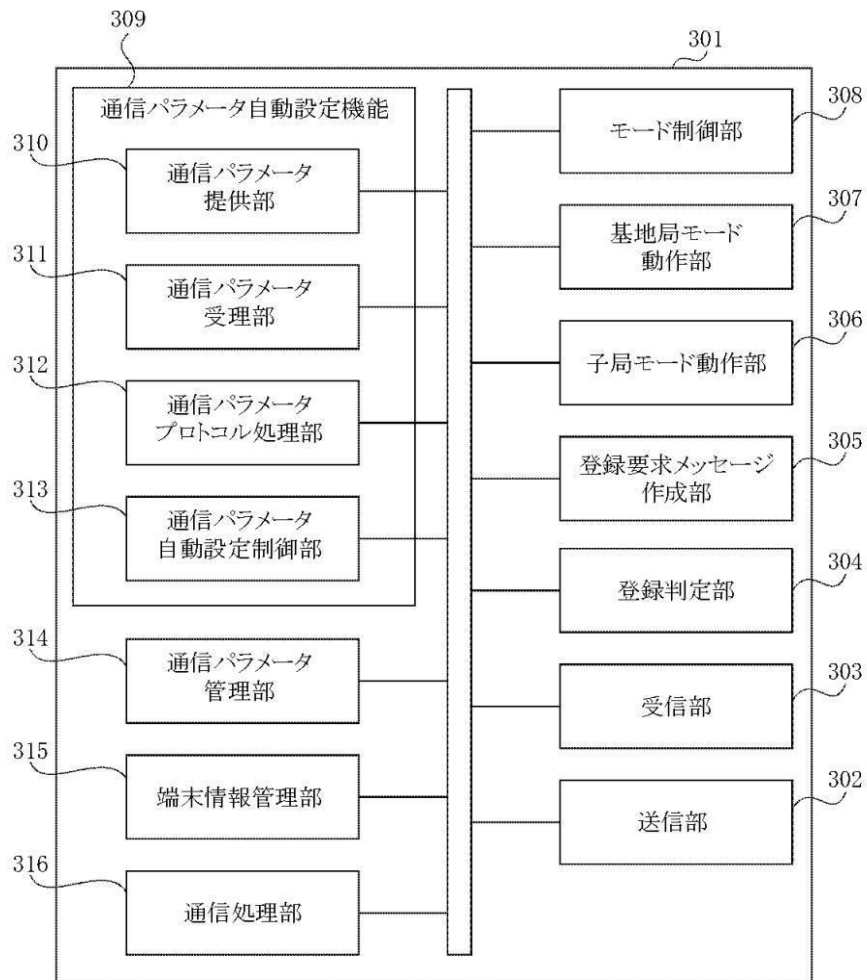 309
301
通信パラメータ自動設定機能
310
通信パラメータ
提供部
311
通信パラメータ
受理部
312
通信パラメータ
プロトコル処理部
313
通信パラメータ
自動設定制御部
314
通信パラメータ
管理部
315
端末情報管理部
316
通信処理部
308
モード制御部
307
基地局モード
動作部
306
子局モード動作部
305
登録要求メッセージ
作成部
304
登録判定部
303
受信部
302
送信部